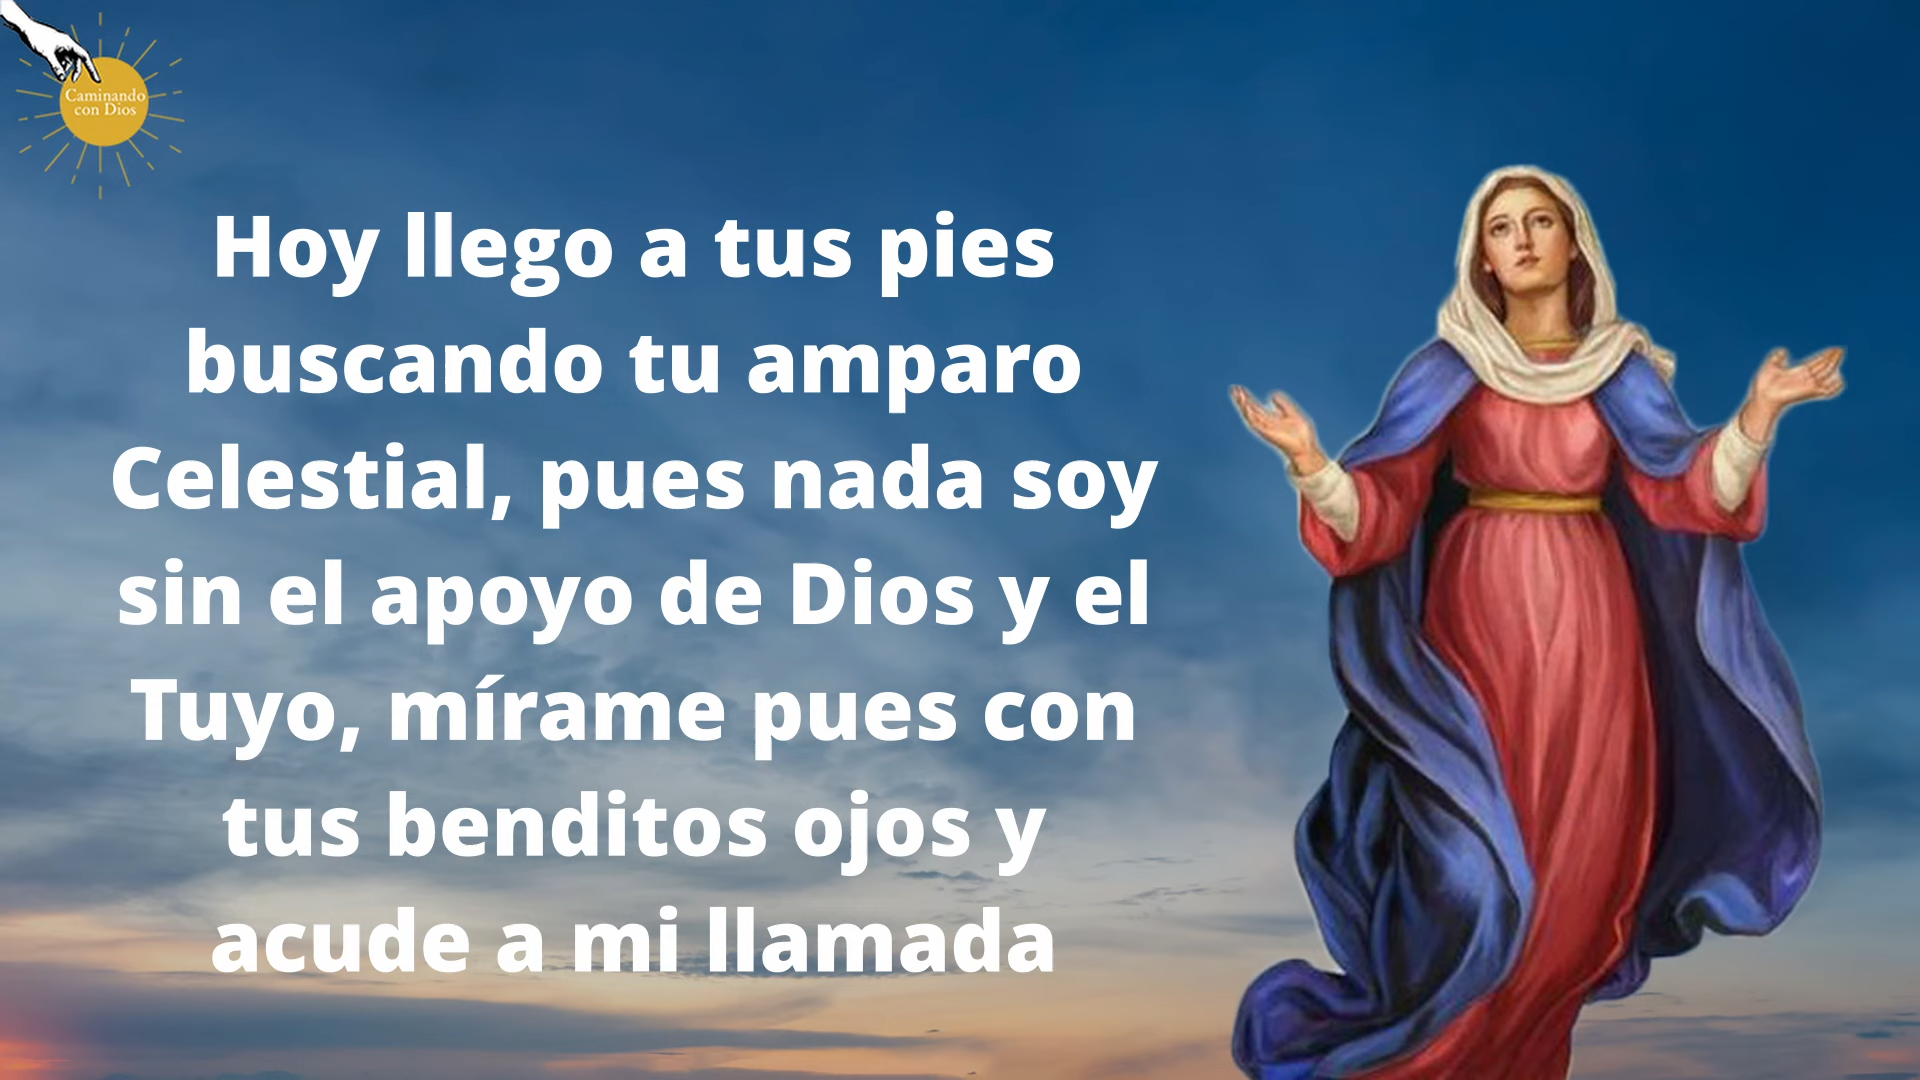 Caminando
con Dios
Hoy llego a tus pies
buscando tu amparo
Celestial, pues nada soy
sin el apoyo de Dios y el
Tuyo, mírame pues con
tus benditos ojos y
acude a mi llamada